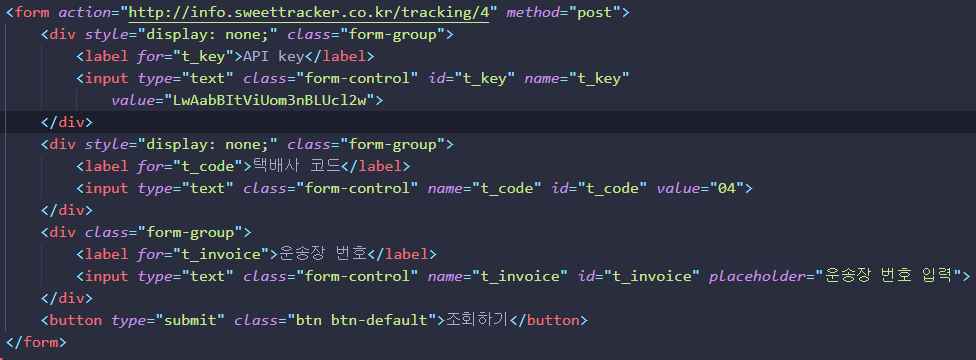 <form action="http://info.sweettracker.co.kr/tracking/4" method="post">
<div style="display: none;" class="form-group">
<label for="t_key">API key</label>
<input type="text" class="form-control" id="t_key" name="t_key"
value="LwAabBItViUom3nBLUcl2w">
</div>
<div style="display: none;" class="form-group">
<label for="t_code">택배사 코드</label>
<input type="text" class="form-control" name="t_code" id="t_code" value="04">
</div>
<div class="form-group">
<label for="t_invoice">운송장 번호</label>
<input type="text" class="form-control" name="t_invoice" id="t_invoice" placeholder="운송장 번호 입력">
</div>
<button type="submit" class="btn btn-default">조회하기</button>
</form>